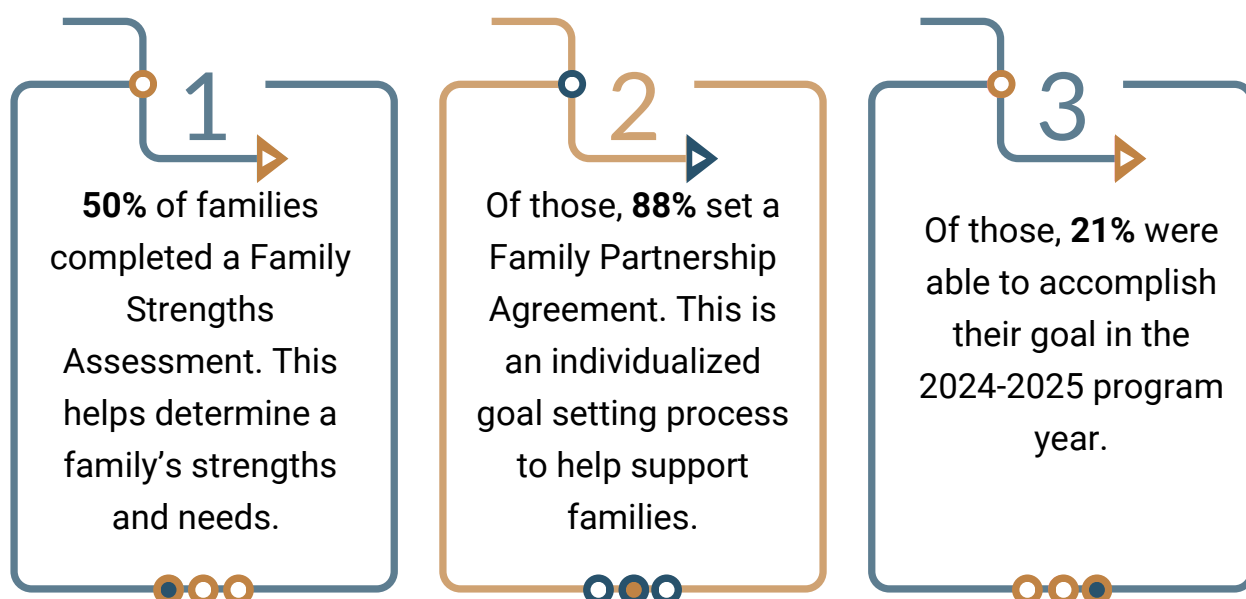 1
50% of families
completed a Family
Strengths
Assessment. This
helps determine a
family's strengths
and needs.
2
Of those, 88% set a
Family Partnership
Agreement. This is
an individualized
goal setting process
to help support
families.
3
Of those, 21% were
able to accomplish
their goal in the
2024-2025 program
year.